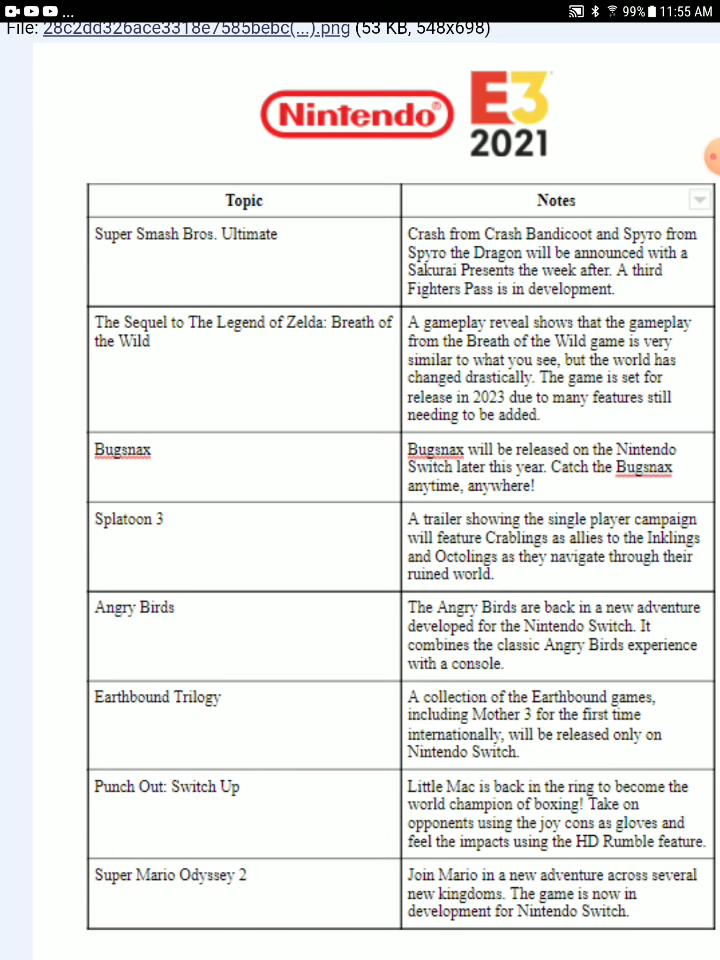 ...
99% 11:55 AM
File: 28c2dd326ace3318e7585bebc(...).png (53 KB, 548x698)
Nintendo®
E3
2021
Topic
Notes
Super Smash Bros. Ultimate
Crash from Crash Bandicoot and Spyro from
Spyro the Dragon will be announced with a
Sakurai Presents the week after. A third
Fighters Pass is in development.
The Sequel to The Legend of Zelda: Breath of
the Wild
A gameplay reveal shows that the gameplay
from the Breath of the Wild game is very
similar to what you see, but the world has
changed drastically. The game is set for
release in 2023 due to many features still
needing to be added.
Bugsnax
Bugsnax will be released on the Nintendo
Switch later this year. Catch the Bugsnax
anytime, anywhere!
Splatoon 3
A trailer showing the single player campaign
will feature Crablings as allies to the Inklings
and Octolings as they navigate through their
ruined world.
Angry Birds
The Angry Birds are back in a new adventure
developed for the Nintendo Switch. It
combines the classic Angry Birds experience
with a console.
Earthbound Trilogy
A collection of the Earthbound games,
including Mother 3 for the first time
internationally, will be released only on
Nintendo Switch.
Punch Out: Switch Up
Little Mac is back in the ring to become the
world champion of boxing! Take on
opponents using the joy cons as gloves and
feel the impacts using the HD Rumble feature.
Super Mario Odyssey 2
Join Mario in a new adventure across several
new kingdoms. The game is now in
development for Nintendo Switch.